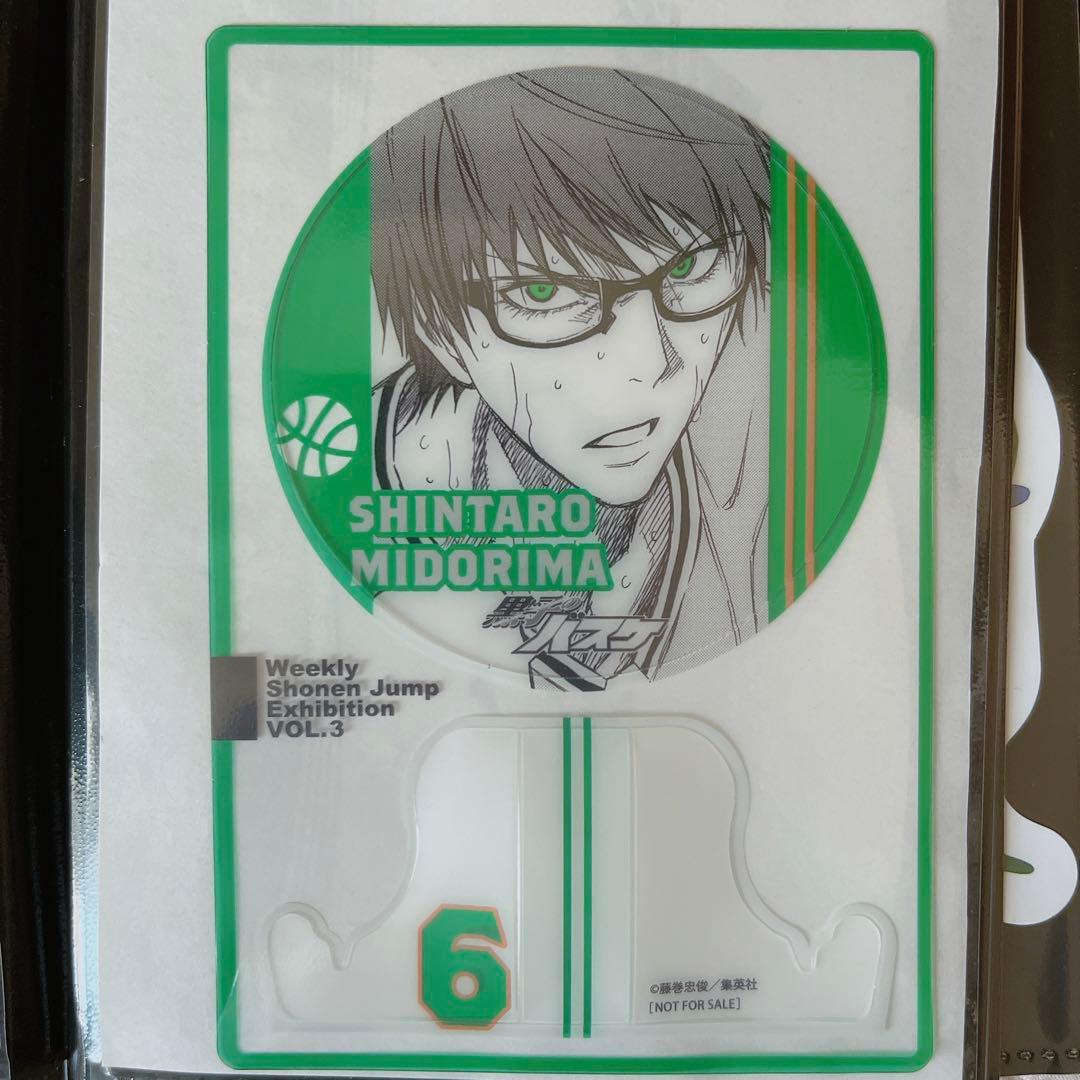 SHINTARO
MIDORIMA
黒子の
バスケ
Weekly
Shonen Jump
Exhibition
VOL.3
6
©藤巻忠俊／集英社
[NOT FOR SALE]